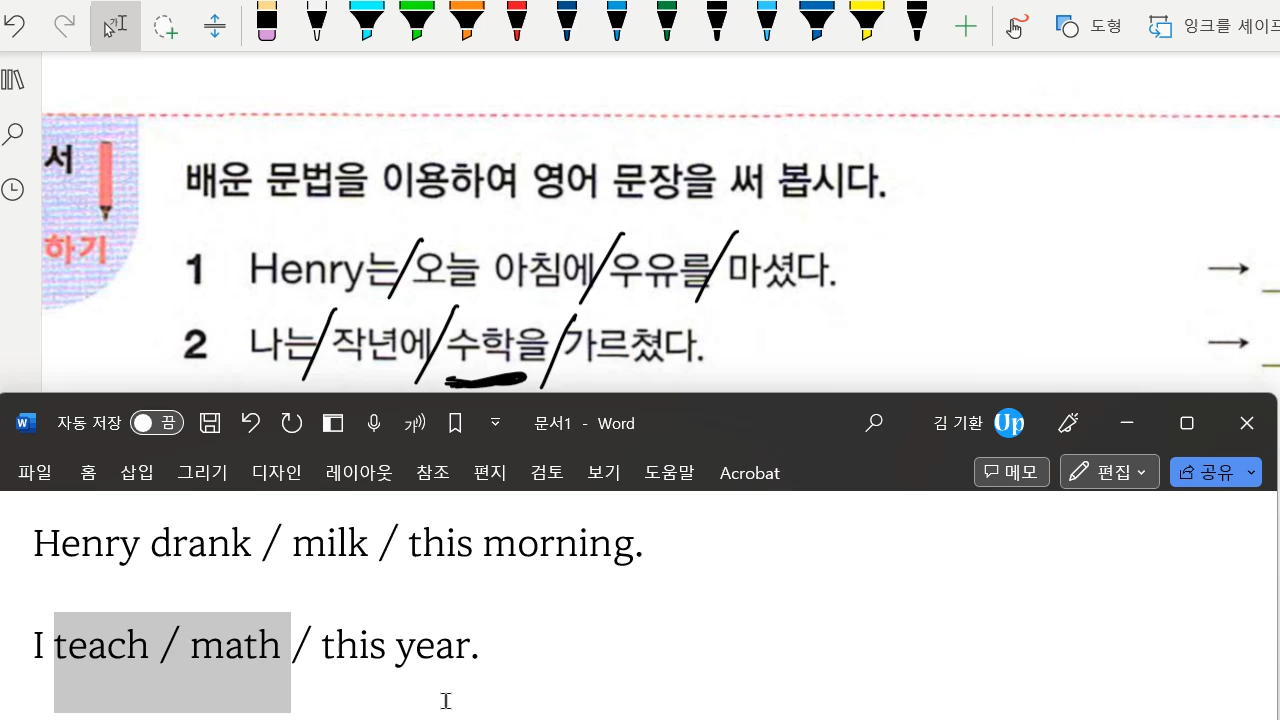 도형
잉크를 셰이프
서
하기
배운 문법을 이용하여 영어 문장을 써 봅시다.
1 Henry는/오늘 아침에/우유를/마셨다. →
2 나는/작년에/수학을/가르쳤다. →
자동 저장 끔 가)) 문서1 - Word 김 기환 Up
파일 홈 삽입 그리기 디자인 레이아웃 참조 편지 검토 보기 도움말 Acrobat 메모 편집 공유
Henry drank / milk / this morning.
I teach / math / this year.